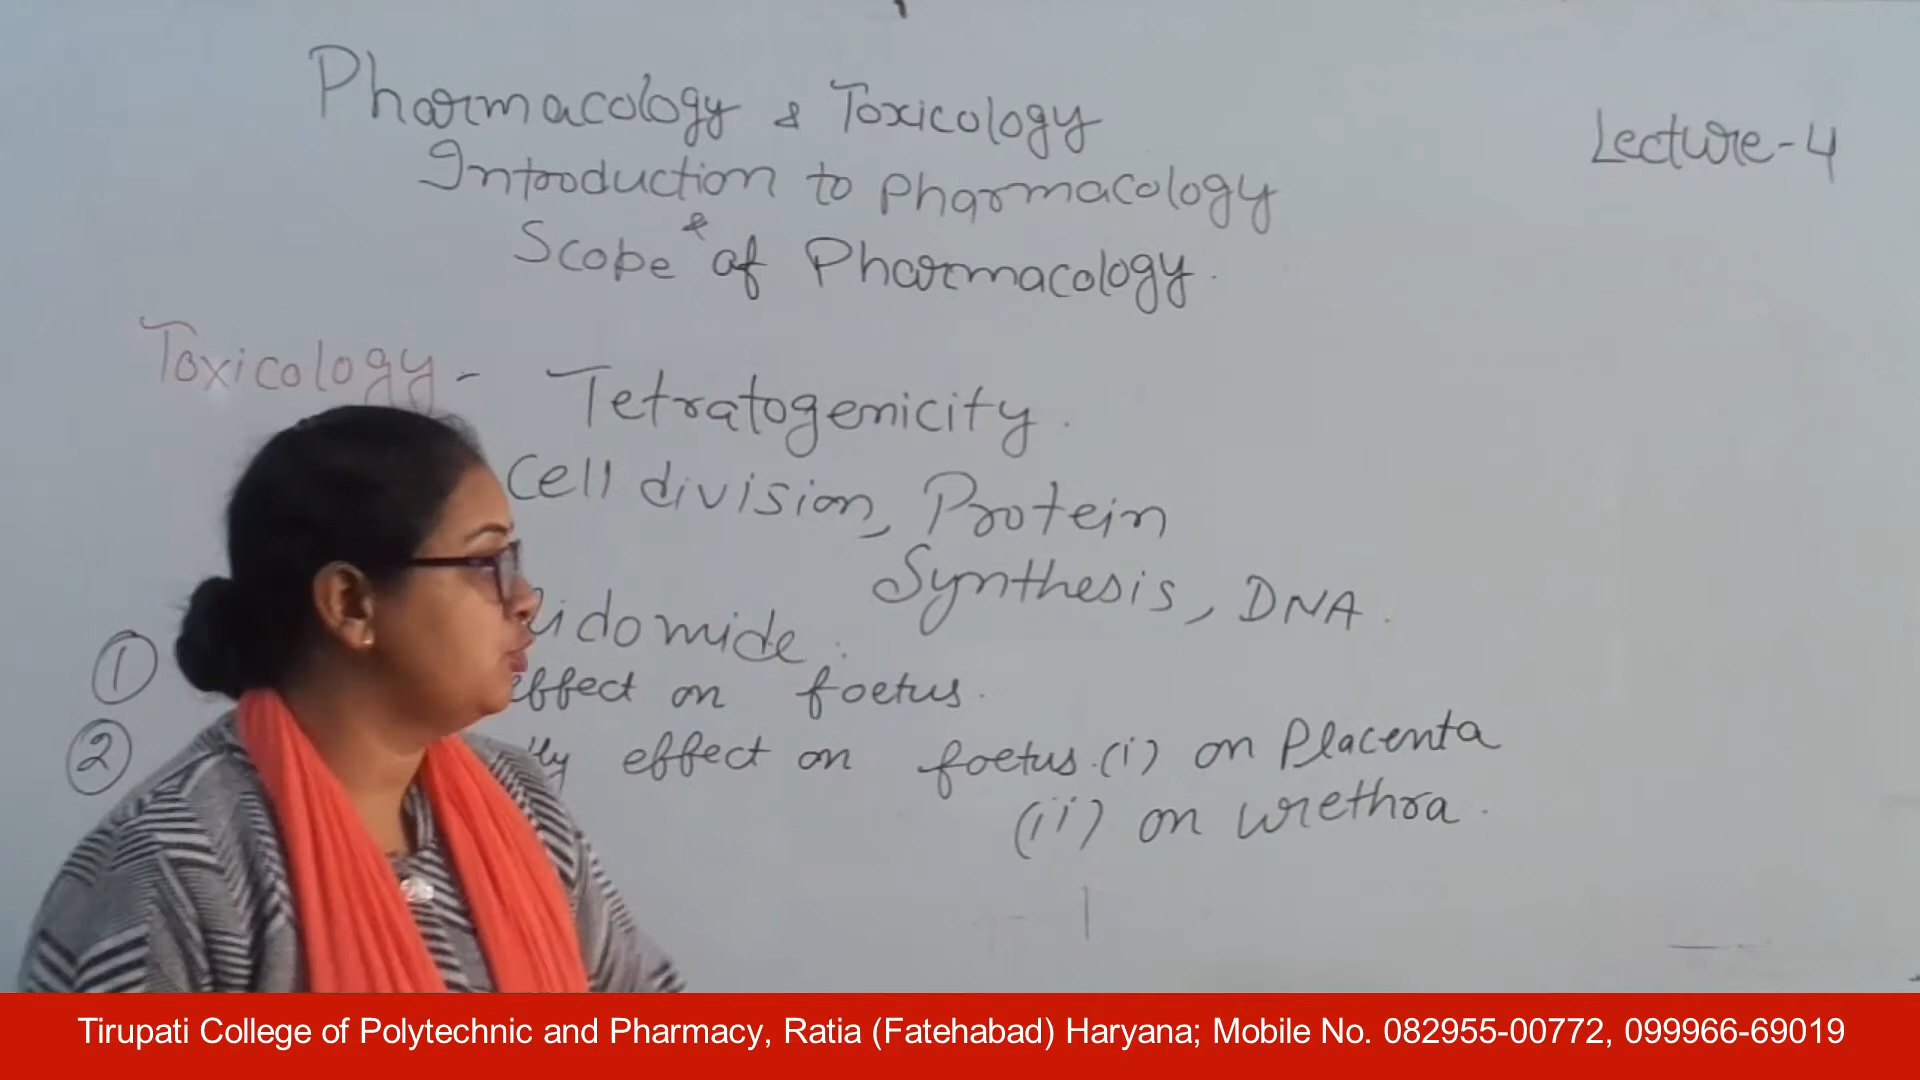 Pharmacology & Toxicology
Lecture-4
Introduction to Pharmacology
&
Scope of Pharmacology.
Toxicology - Tetratogenicity.
Cell division, Protein
Synthesis, DNA.
idomide.
① effect on foetus.
② effect on foetus. (i) on Placenta
(ii) on urethra.
Tirupati College of Polytechnic and Pharmacy, Ratia (Fatehabad) Haryana; Mobile No. 082955-00772, 099966-69019